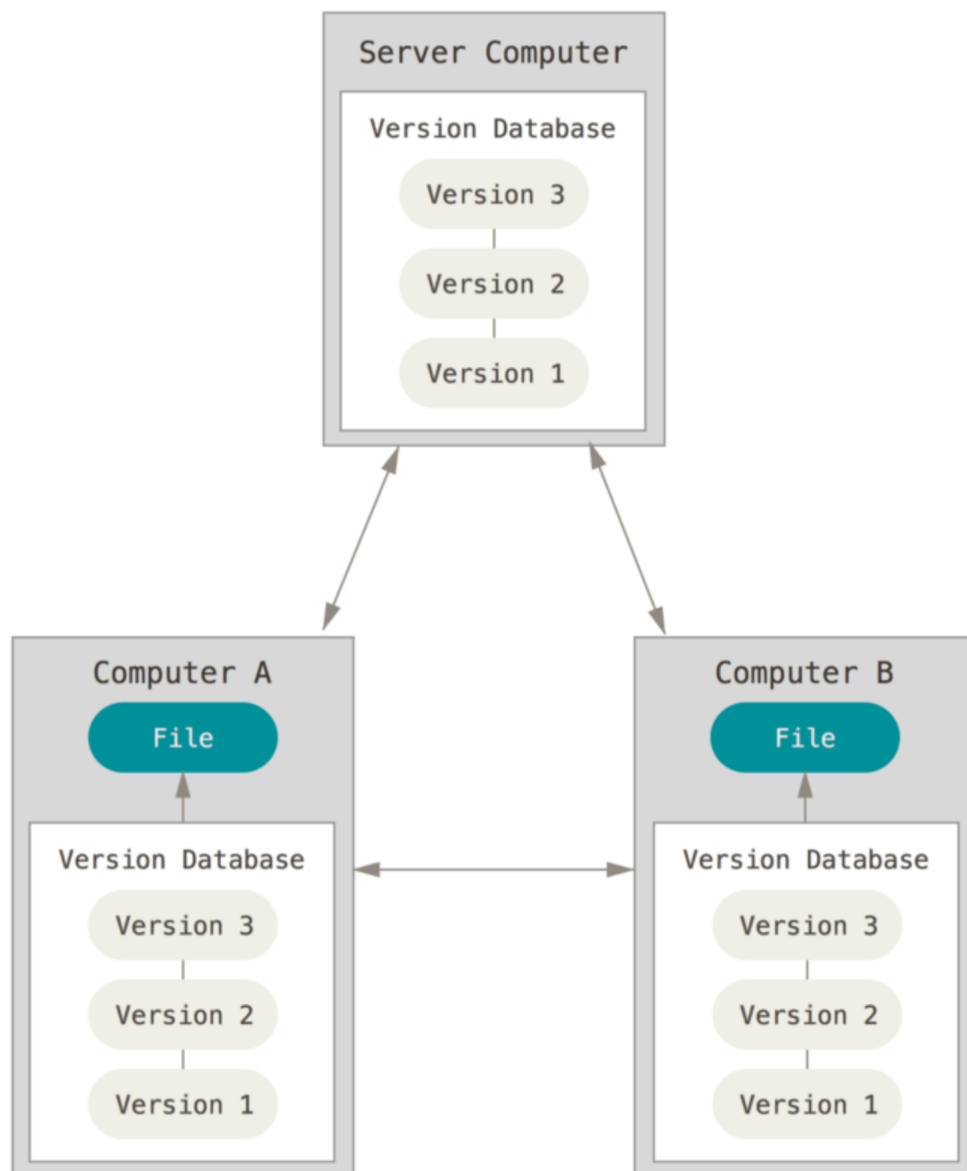 Server Computer
Version Database
Version 3
Version 2
Version 1
Computer A
File
Version Database
Version 3
Version 2
Version 1
Computer B
File
Version Database
Version 3
Version 2
Version 1